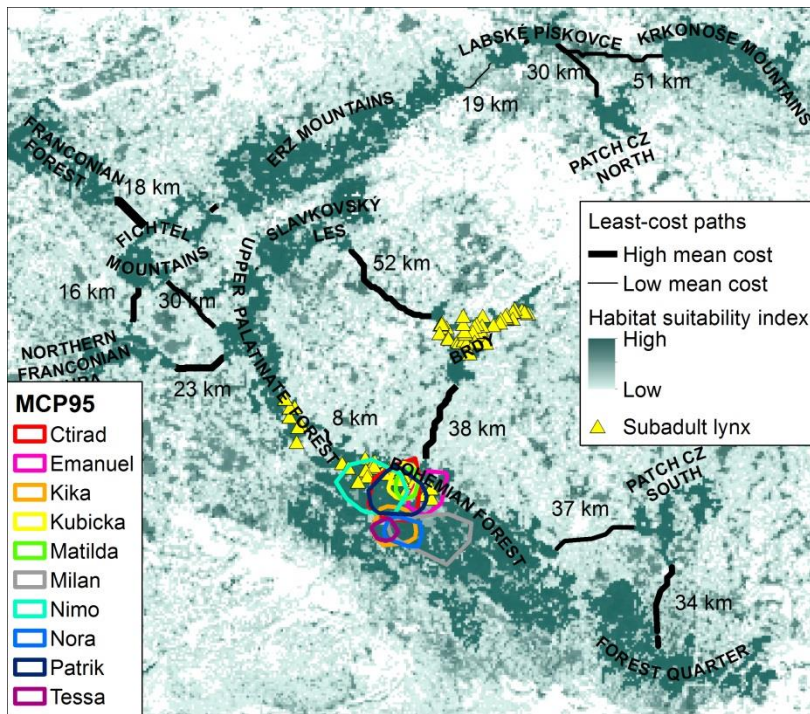 LABSKÉ PÍSKOVCE
KRKONOŠE MOUNTAINS
30 km
51 km
19 km
ERZ MOUNTAINS
PATCH CZ
NORTH
FRANCONIAN
FOREST
18 km
FICHTEL
MOUNTAINS
SLAVKOVSKÝ
LES
52 km
16 km
30 km
UPPER PALATINATE FOREST
NORTHERN
FRANCONIAN
23 km
BRDY
8 km
38 km
BOHEMIAN FOREST
PATCH CZ
SOUTH
37 km
34 km
FOREST QUARTER
Least-cost paths
High mean cost
Low mean cost
Habitat suitability index
High
Low
Subadult lynx
MCP95
Ctirad
Emanuel
Kika
Kubicka
Matilda
Milan
Nimo
Nora
Patrik
Tessa